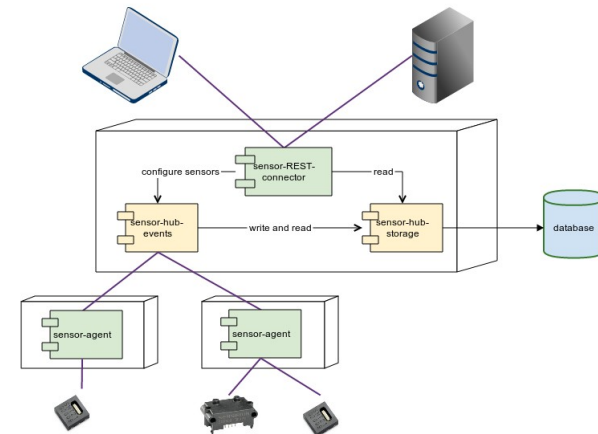 sensor-REST-
connector
configure sensors
read
sensor-hub-
events
write and read
sensor-hub-
storage
database
sensor-agent
sensor-agent